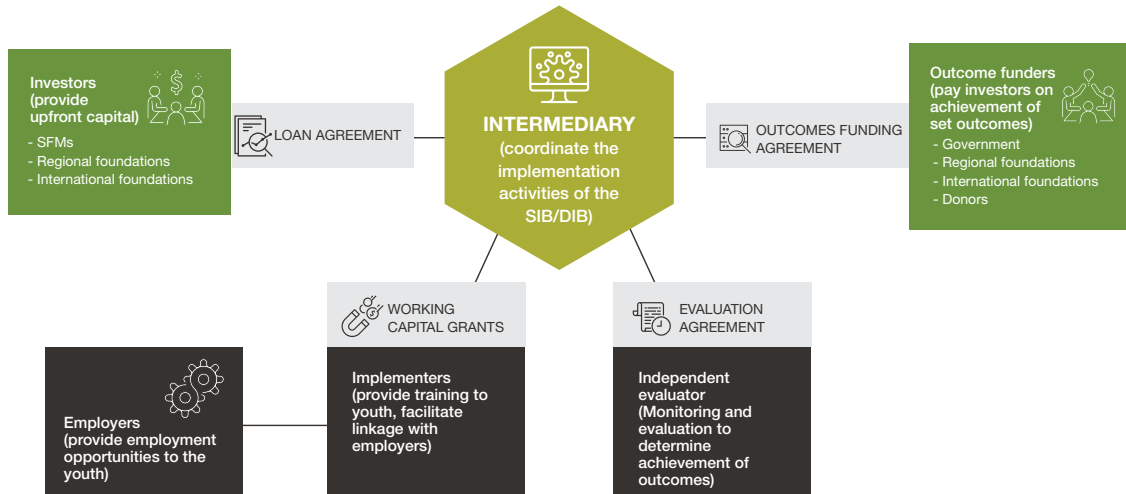 Investors
(provide
upfront capital)
- SFMs
- Regional foundations
- International foundations
LOAN AGREEMENT
INTERMEDIARY
(coordinate the
implementation
activities of the
SIB/DIB)
OUTCOMES FUNDING
AGREEMENT
Outcome funders
(pay investors on
achievement of
set outcomes)
- Government
- Regional foundations
- International foundations
- Donors
WORKING
CAPITAL GRANTS
EVALUATION
AGREEMENT
Employers
(provide employment
opportunities to the
youth)
Implementers
(provide training to
youth, facilitate
linkage with
employers)
Independent
evaluator
(Monitoring and
evaluation to
determine
achievement of
outcomes)